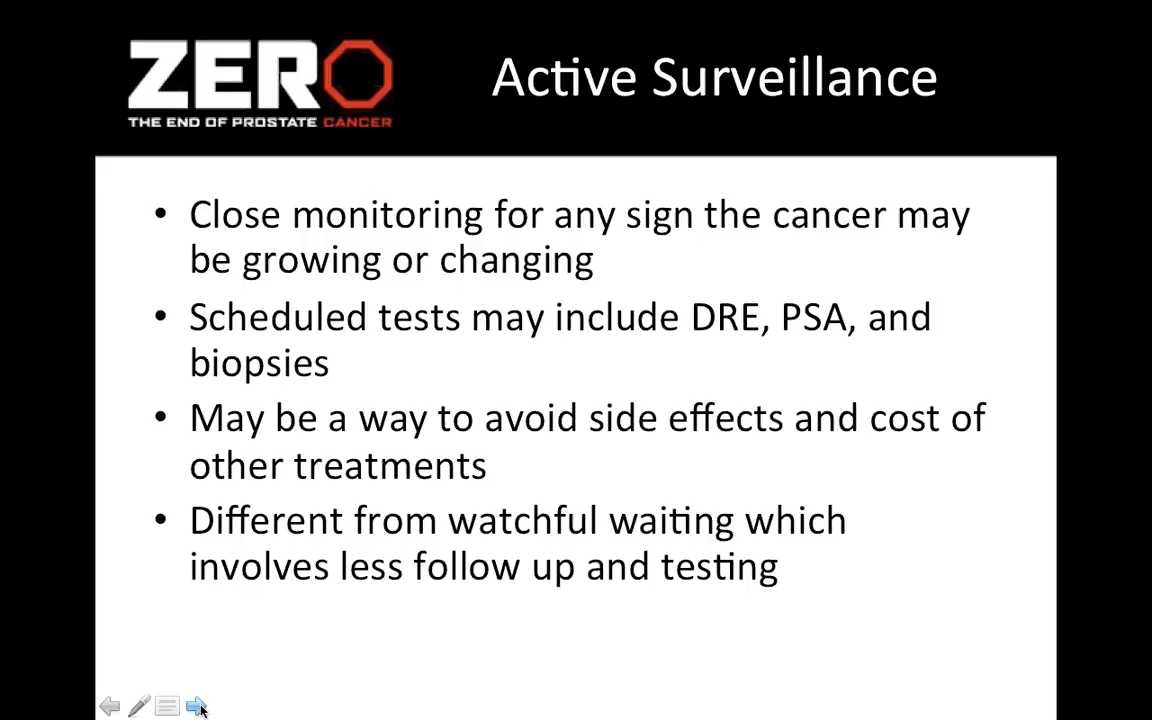 ZERO
THE END OF PROSTATE CANCER
Active Surveillance
• Close monitoring for any sign the cancer may
be growing or changing
• Scheduled tests may include DRE, PSA, and
biopsies
• May be a way to avoid side effects and cost of
other treatments
• Different from watchful waiting which
involves less follow up and testing